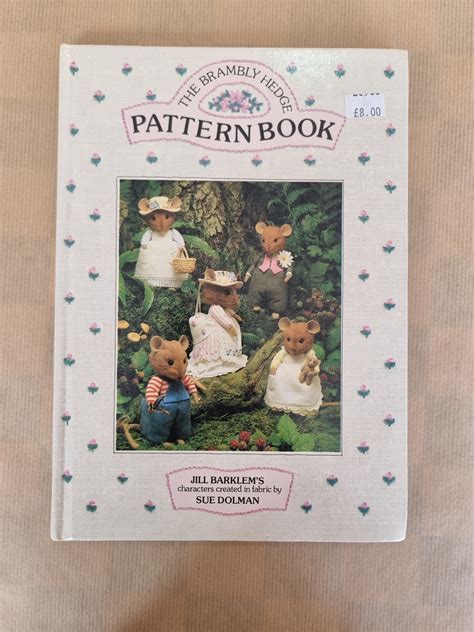 THE BRAMBLY HEDGE
PATTERN BOOK
£8.00
JILL BARKLEM'S
characters created in fabric by
SUE DOLMAN